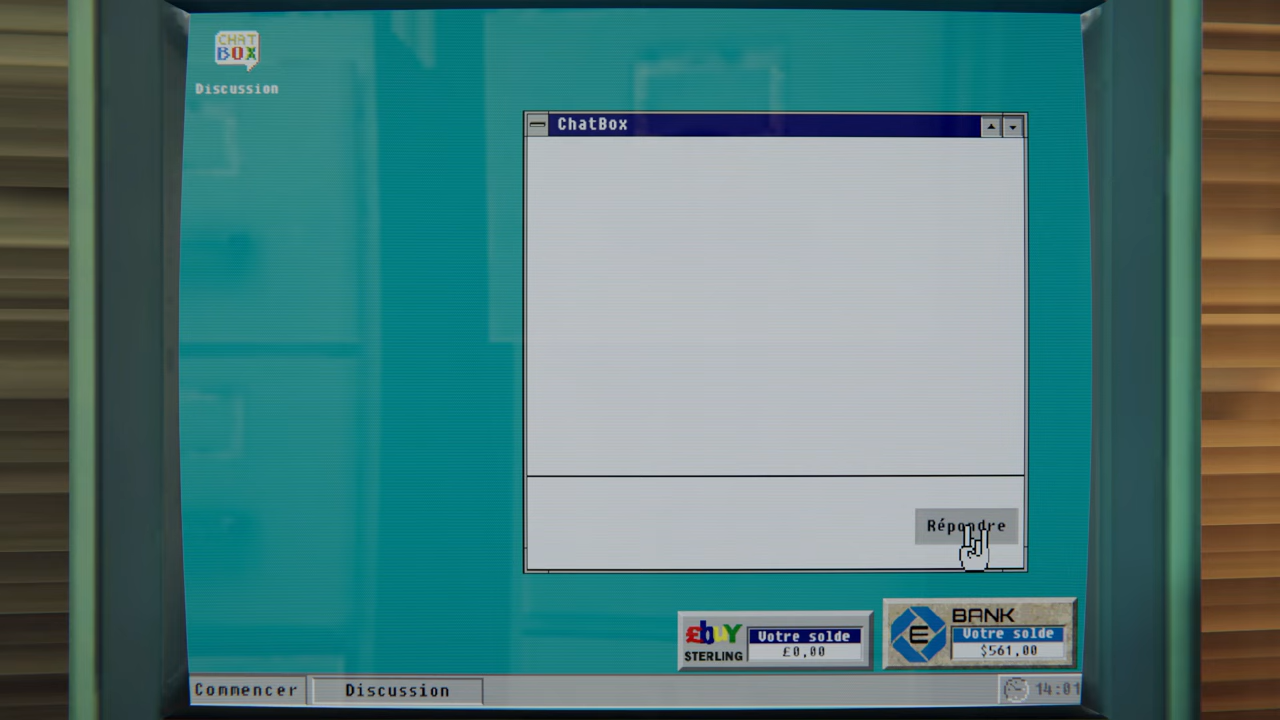 CHAT
BOX
Discussion
ChatBox
Répondre
ebuY
STERLING
Votre solde
£0,00
E
BANK
Votre solde
$561,00
Commencer
Discussion
14:01